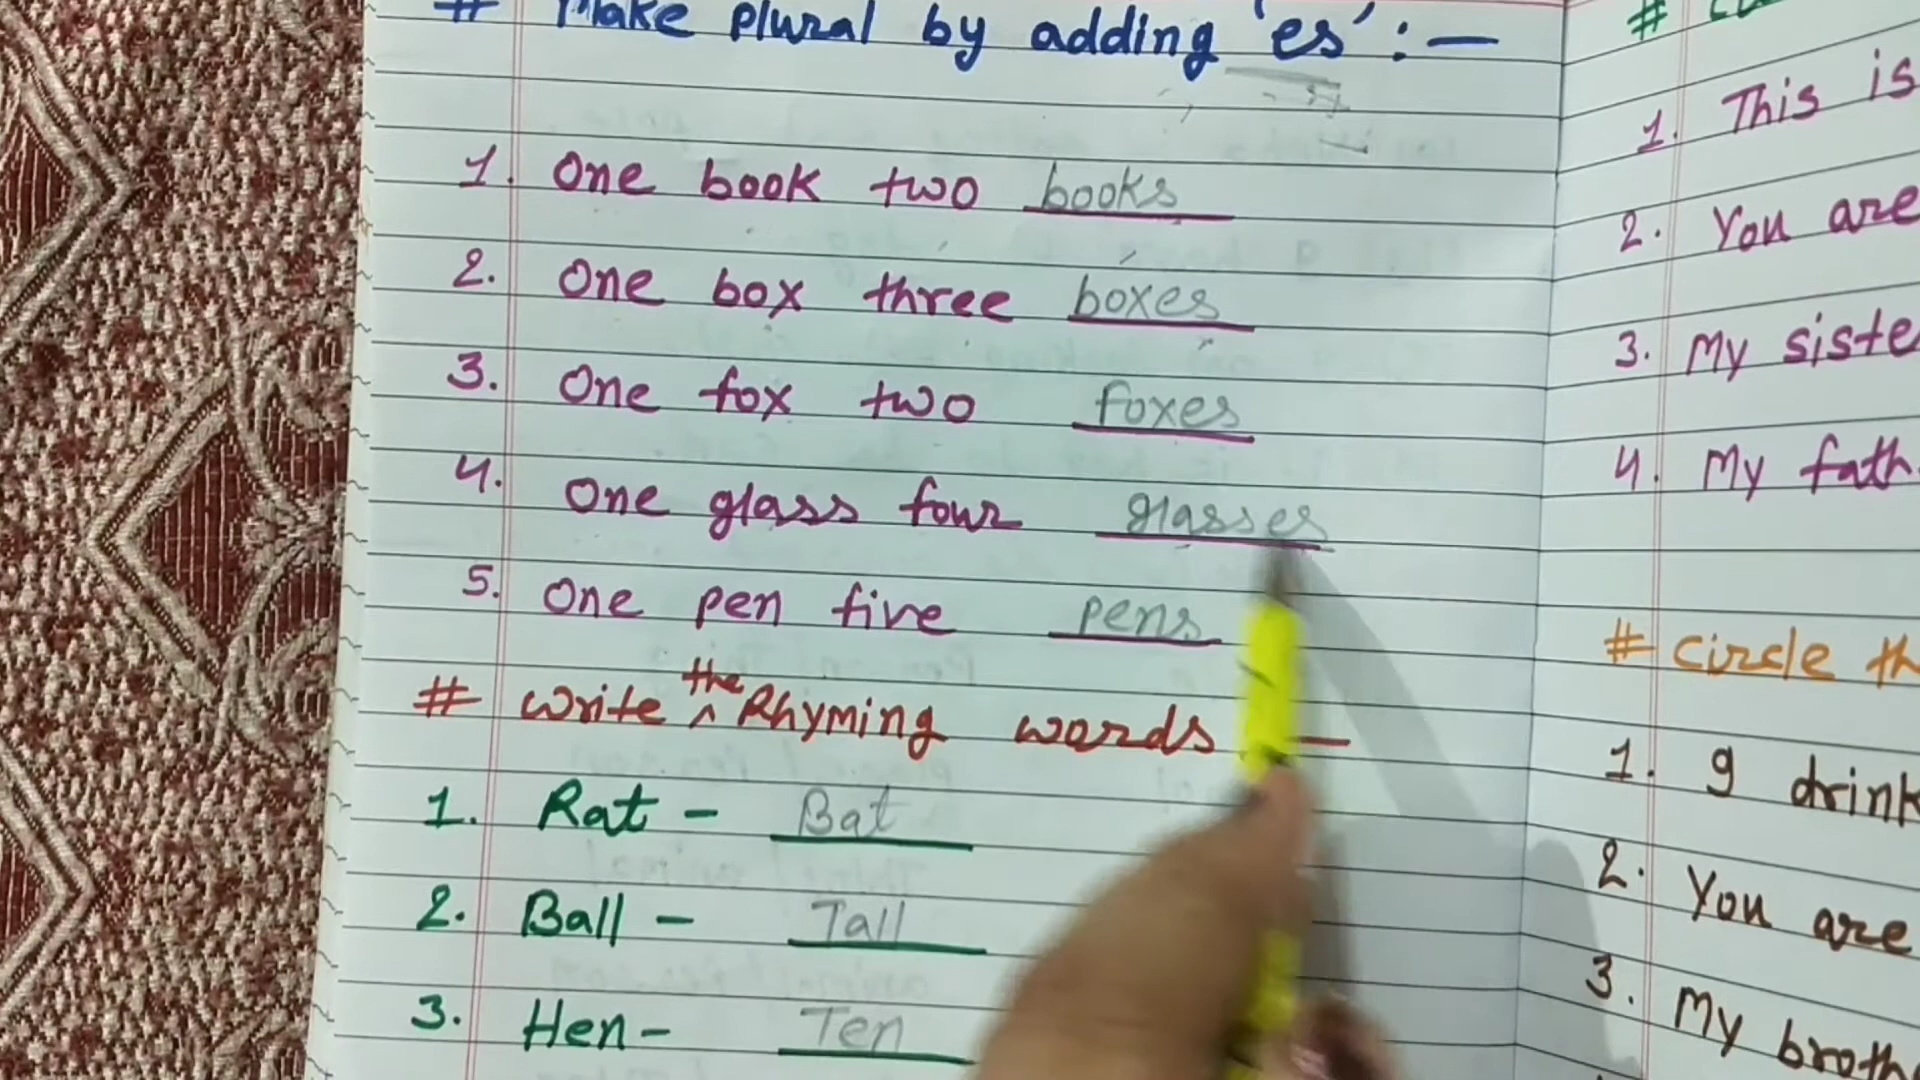 # Make plural by adding 'es' : —
1. One book two books
2. One box three boxes
3. One fox two foxes
4. One glass four glasses
5. One pen five pens
# Write the Rhyming words —
1. Rat - Bat
2. Ball - Tall
3. Hen - Ten
#
1. This is
2. You are
3. My siste
4. My fath
# Circle th
1. I drink
2. You are
3. My broth